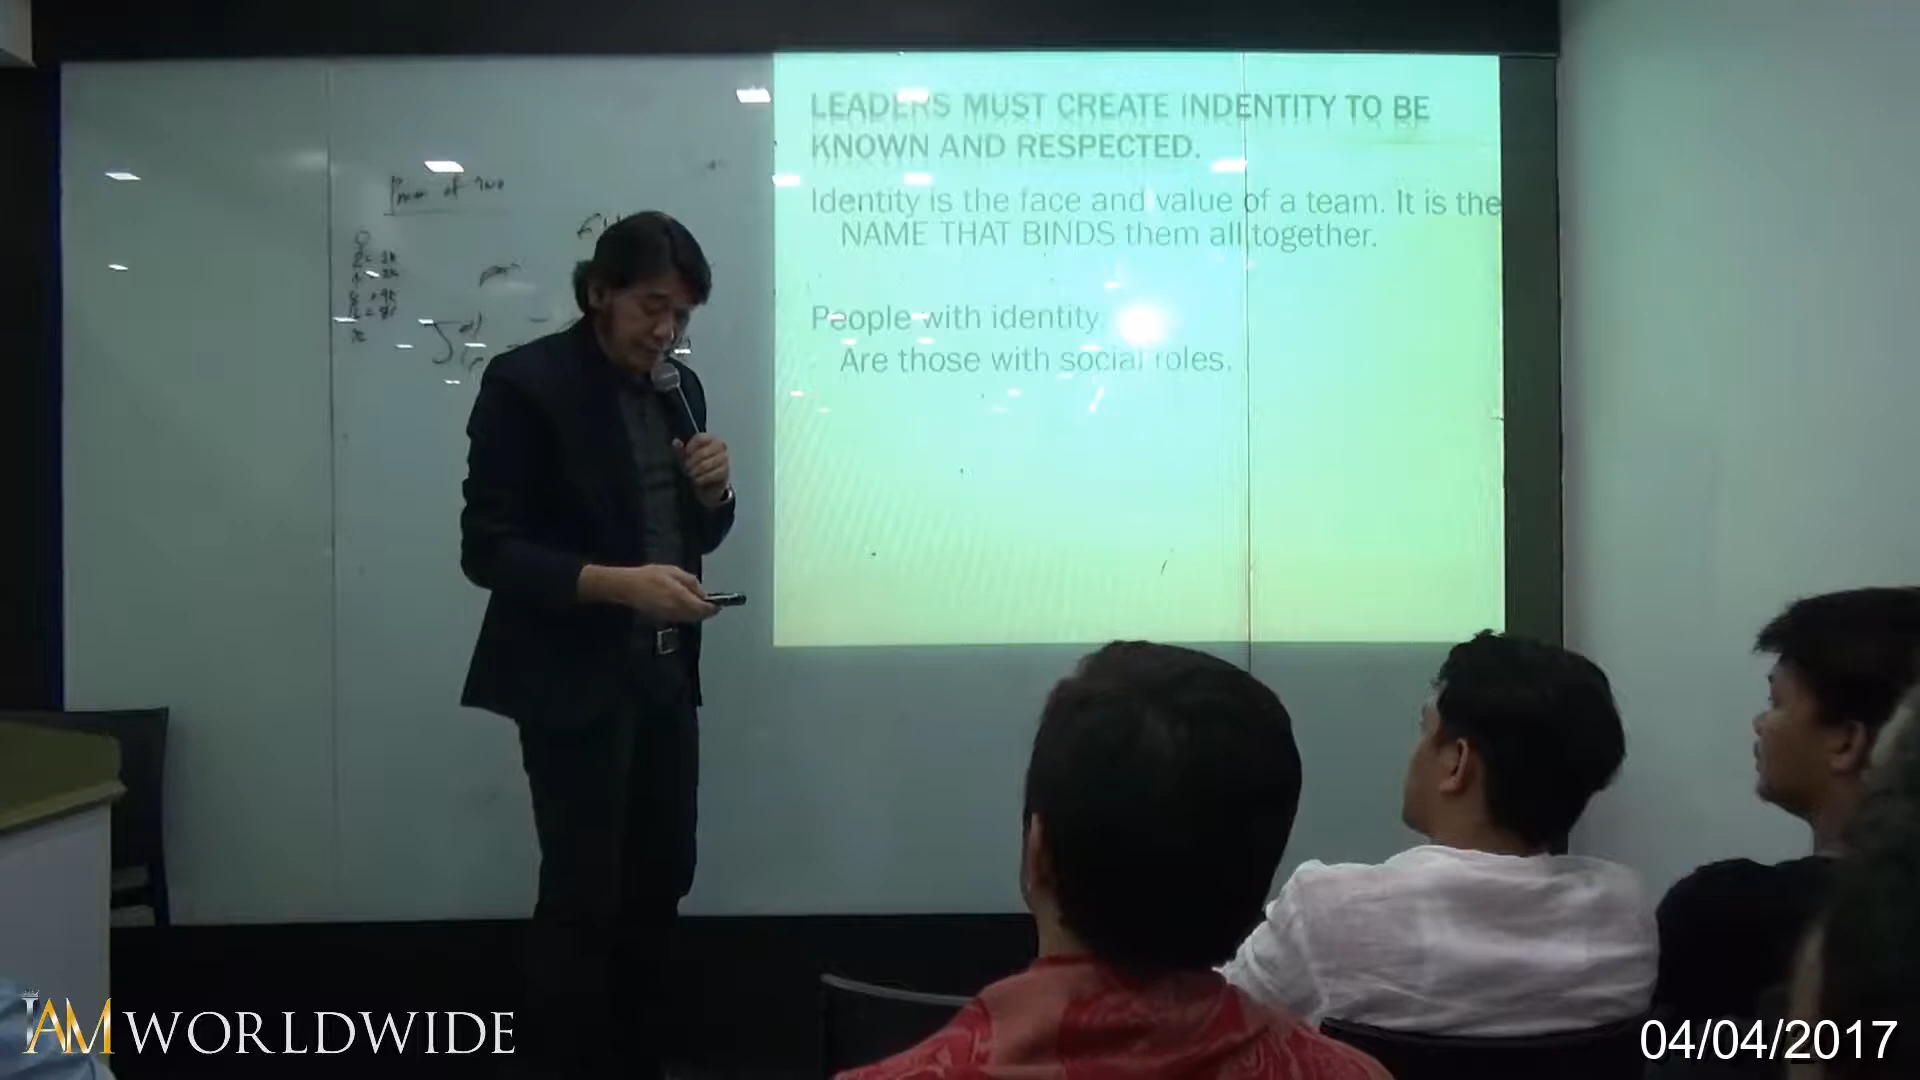 LEADERS MUST CREATE INDENTITY TO BE
KNOWN AND RESPECTED.
Identity is the face and value of a team. It is the
NAME THAT BINDS them all together.
People with identity
Are those with social roles.
of two
IAM WORLDWIDE
04/04/2017